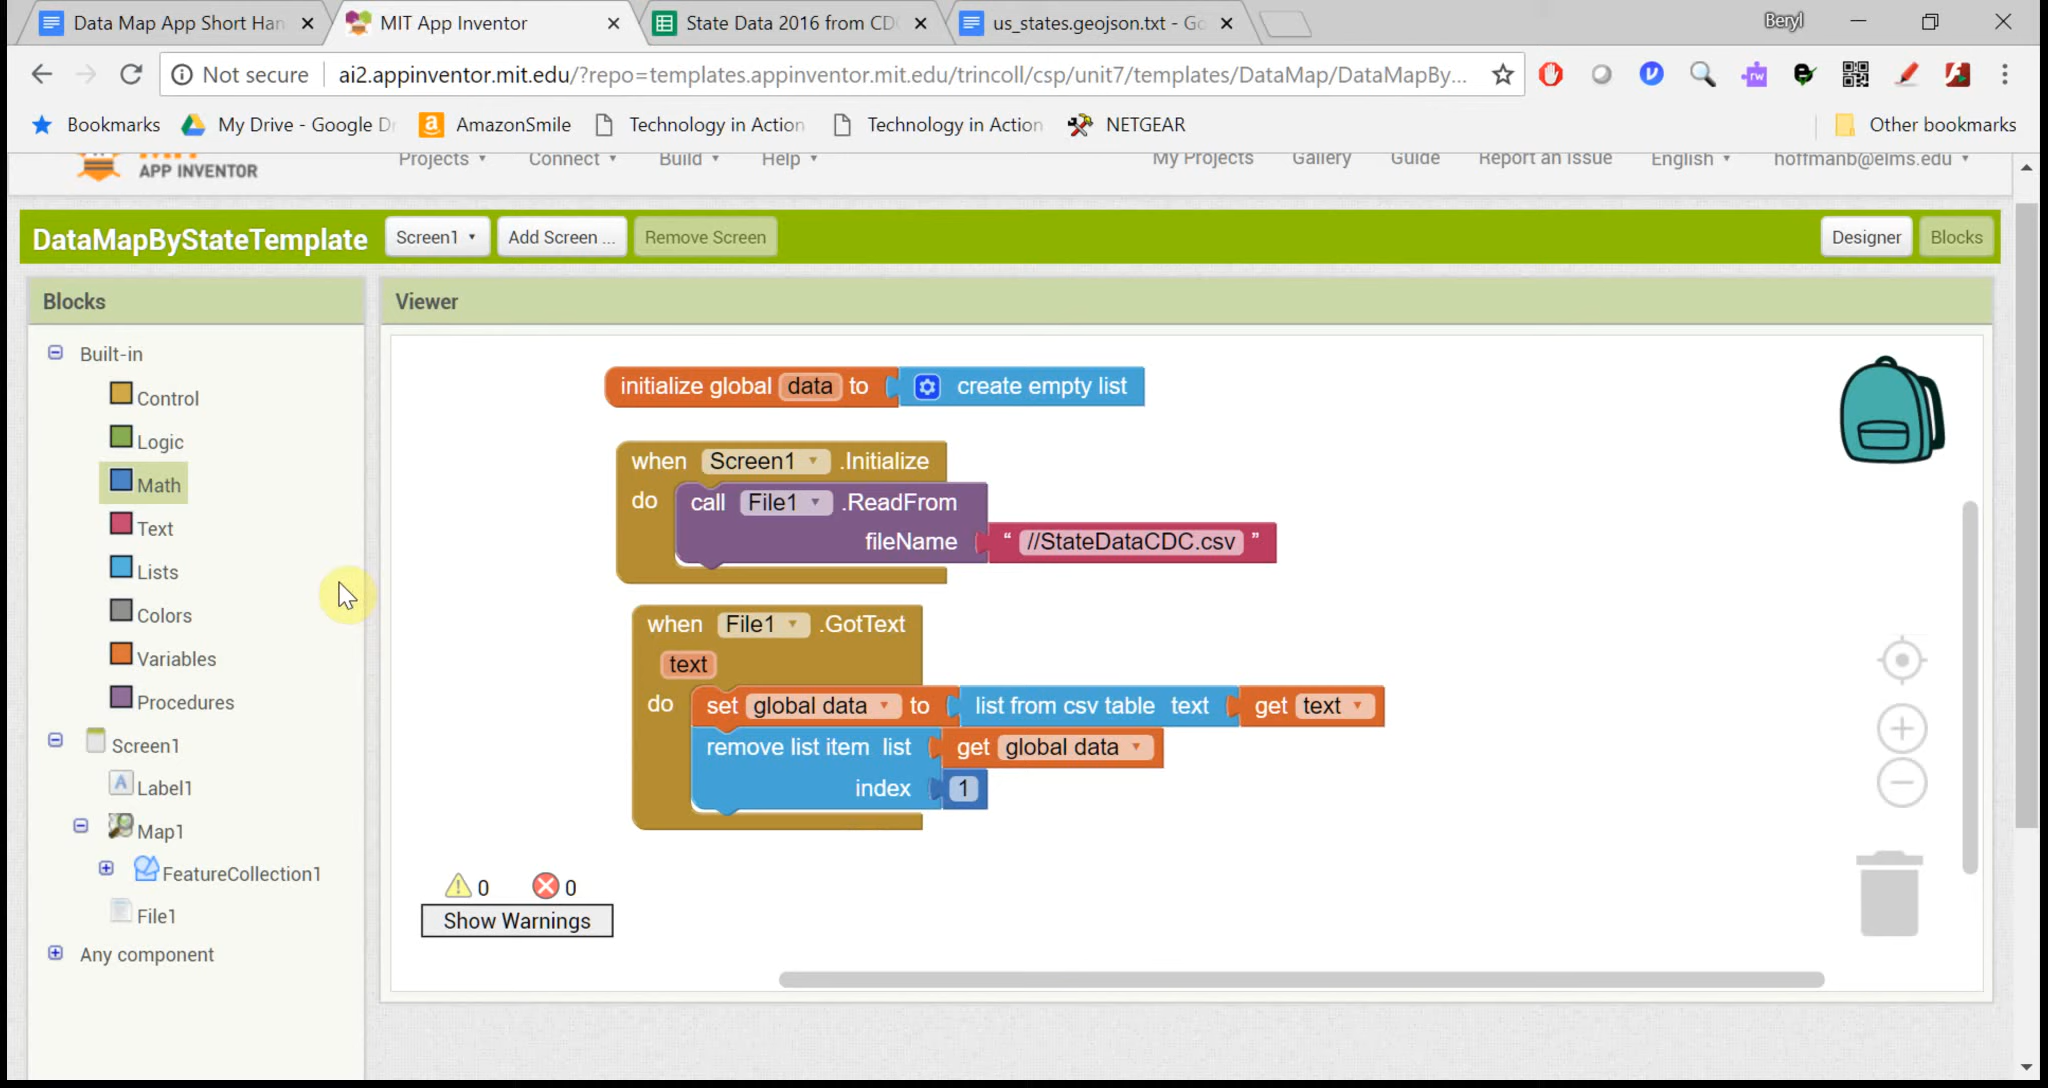 Data Map App Short Han
MIT App Inventor
State Data 2016 from CD
us_states.geojson.txt - Go
Beryl
Not secure
ai2.appinventor.mit.edu/?repo=templates.appinventor.mit.edu/trincoll/csp/unit7/templates/DataMap/DataMapBy...
Bookmarks
My Drive - Google Dr
AmazonSmile
Technology in Action
Technology in Action
NETGEAR
Other bookmarks
APP INVENTOR
Projects
Connect
Build
Help
My Projects
Gallery
Guide
Report an Issue
English
hoffmanb@elms.edu
DataMapByStateTemplate
Screen1
Add Screen ...
Remove Screen
Designer
Blocks
Blocks
Viewer
Built-in
Control
Logic
Math
Text
Lists
Colors
Variables
Procedures
Screen1
Label1
Map1
FeatureCollection1
File1
Any component
initialize global data to create empty list
when Screen1 .Initialize
do call File1 .ReadFrom
fileName " //StateDataCDC.csv "
when File1 .GotText
text
do set global data to list from csv table text get text
remove list item list get global data
index 1
0 0
Show Warnings